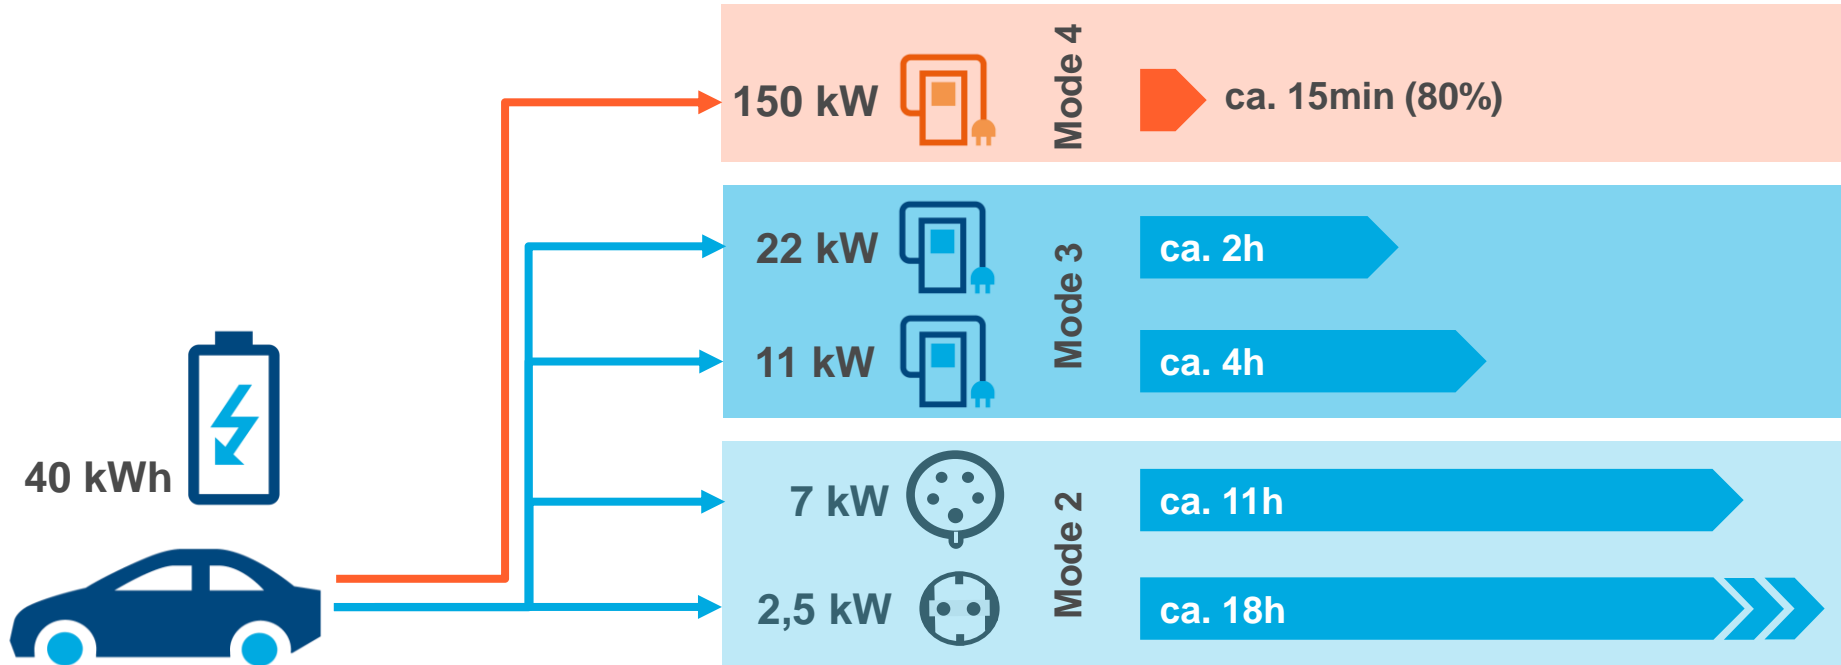 150 kW
Mode 4
ca. 15min (80%)
22 kW
Mode 3
ca. 2h
11 kW
ca. 4h
40 kWh
7 kW
Mode 2
ca. 11h
2,5 kW
ca. 18h